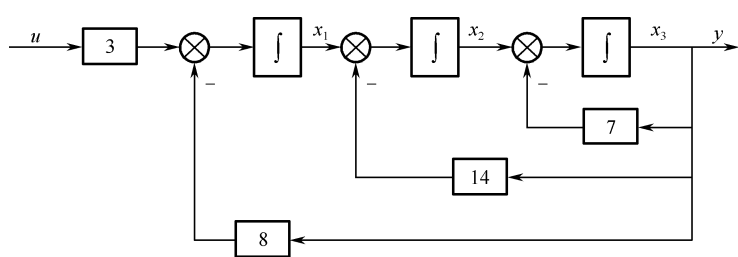 u 3 ∫ x₁ ∫ x₂ ∫ x₃ y
− − −
7
14
8